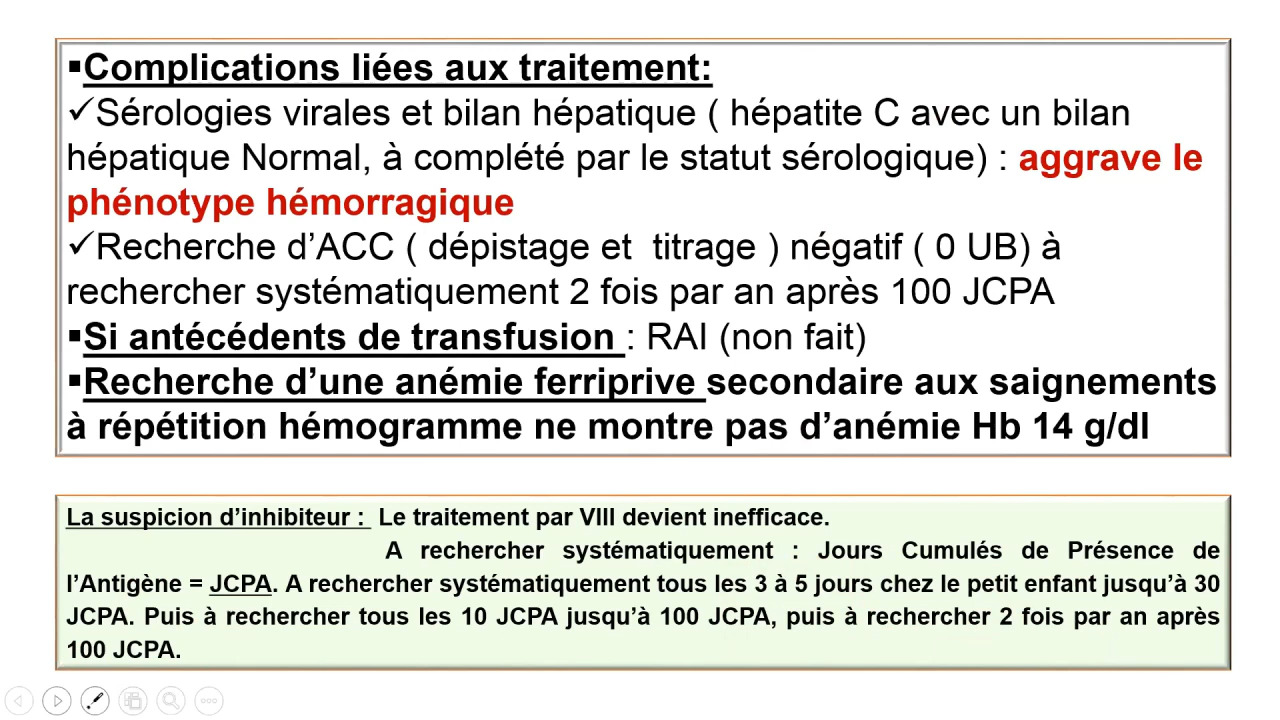 ▪Complications liées aux traitement:
✓Sérologies virales et bilan hépatique ( hépatite C avec un bilan
hépatique Normal, à complété par le statut sérologique) : aggrave le
phénotype hémorragique
✓Recherche d’ACC ( dépistage et titrage ) négatif ( 0 UB) à
rechercher systématiquement 2 fois par an après 100 JCPA
▪Si antécédents de transfusion : RAI (non fait)
▪Recherche d’une anémie ferriprive secondaire aux saignements
à répétition hémogramme ne montre pas d’anémie Hb 14 g/dl
La suspicion d’inhibiteur : Le traitement par VIII devient inefficace.
A rechercher systématiquement : Jours Cumulés de Présence de
l’Antigène = JCPA. A rechercher systématiquement tous les 3 à 5 jours chez le petit enfant jusqu’à 30
JCPA. Puis à rechercher tous les 10 JCPA jusqu’à 100 JCPA, puis à rechercher 2 fois par an après
100 JCPA.